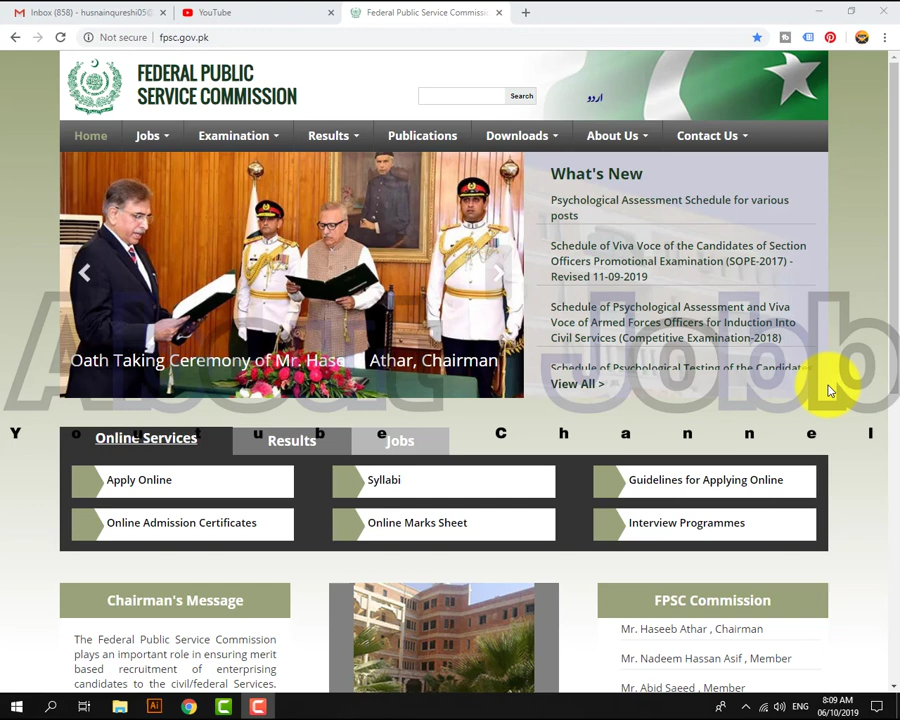 Inbox (858) - husnainqureshi05@
YouTube
Federal Public Service Commissi
Not secure
fpsc.gov.pk
FEDERAL PUBLIC
SERVICE COMMISSION
Search
اردو
Home
Jobs
Examination
Results
Publications
Downloads
About Us
Contact Us
What's New
Psychological Assessment Schedule for various
posts
Schedule of Viva Voce of the Candidates of Section
Officers Promotional Examination (SOPE-2017) -
Revised 11-09-2019
Schedule of Psychological Assessment and Viva
Voce of Armed Forces Officers for Induction Into
Civil Services (Competitive Examination-2018)
Schedule of Psychological Testing of the Candidates
View All >
Oath Taking Ceremony of Mr. Hase Athar, Chairman
About Jobb
Youtube Channel
Online Services
Results
Jobs
Apply Online
Syllabi
Guidelines for Applying Online
Online Admission Certificates
Online Marks Sheet
Interview Programmes
Chairman's Message
The Federal Public Service Commission
plays an important role in ensuring merit
based recruitment of enterprising
candidates to the civil/federal Services.
FPSC Commission
Mr. Haseeb Athar , Chairman
Mr. Nadeem Hassan Asif , Member
Mr. Abid Saeed , Member
ENG
8:09 AM
06/10/2019